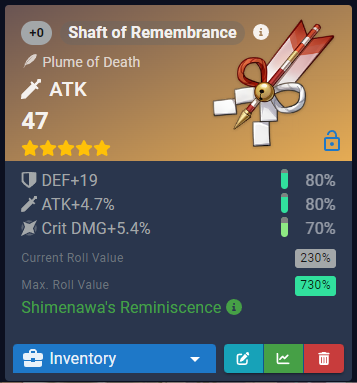 +0 Shaft of Remembrance
Plume of Death
ATK
47
DEF+19 80%
ATK+4.7% 80%
Crit DMG+5.4% 70%
Current Roll Value 230%
Max. Roll Value 730%
Shimenawa's Reminiscence
Inventory